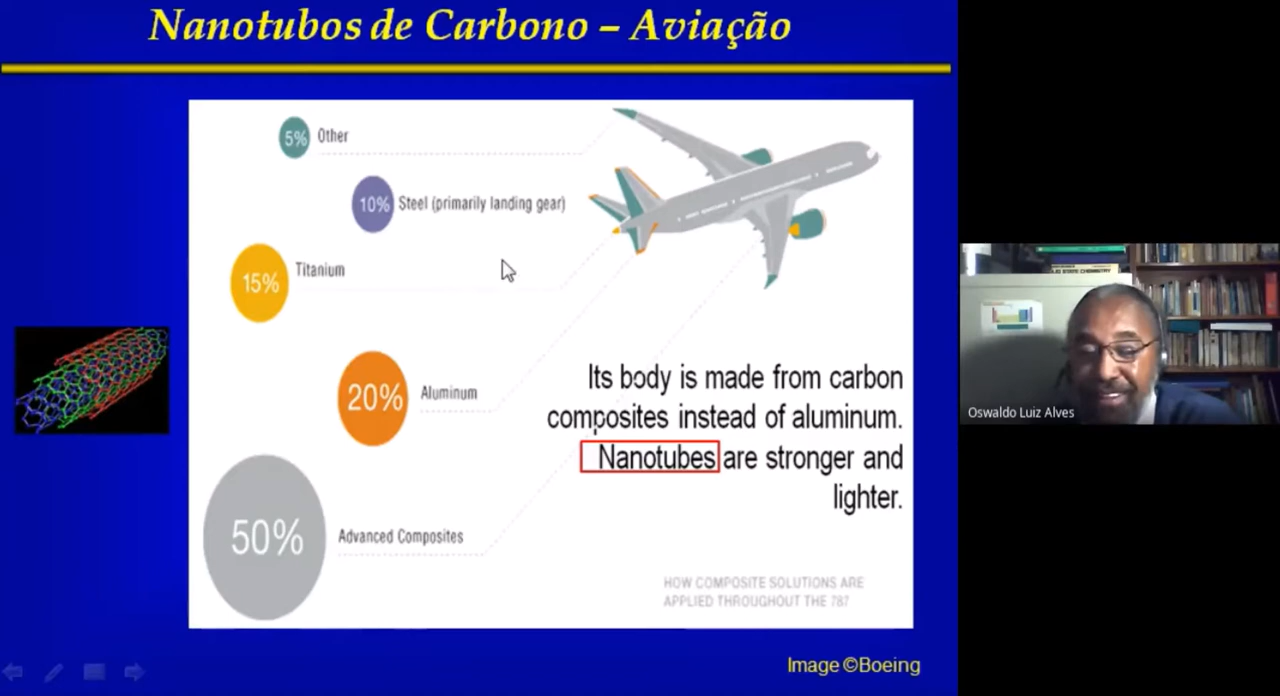 Nanotubos de Carbono – Aviação
5% Other
10% Steel (primarily landing gear)
15% Titanium
20% Aluminum
50% Advanced Composites
Its body is made from carbon
composites instead of aluminum.
Nanotubes are stronger and
lighter.
HOW COMPOSITE SOLUTIONS ARE
APPLIED THROUGHOUT THE 787
Image ©Boeing
Oswaldo Luiz Alves